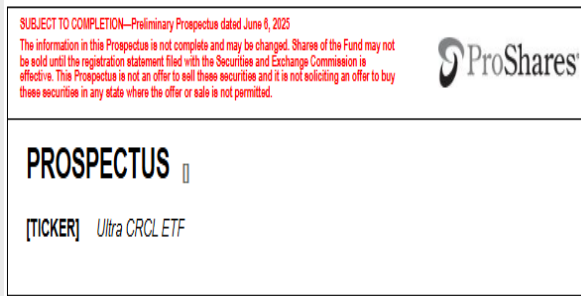 SUBJECT TO COMPLETION—Preliminary Prospectus dated June 6, 2025
The information in this Prospectus is not complete and may be changed. Shares of the Fund may not
be sold until the registration statement filed with the Securities and Exchange Commission is
effective. This Prospectus is not an offer to sell these securities and it is not soliciting an offer to buy
these securities in any state where the offer or sale is not permitted.
ProShares
PROSPECTUS []
[TICKER] Ultra CRCL ETF